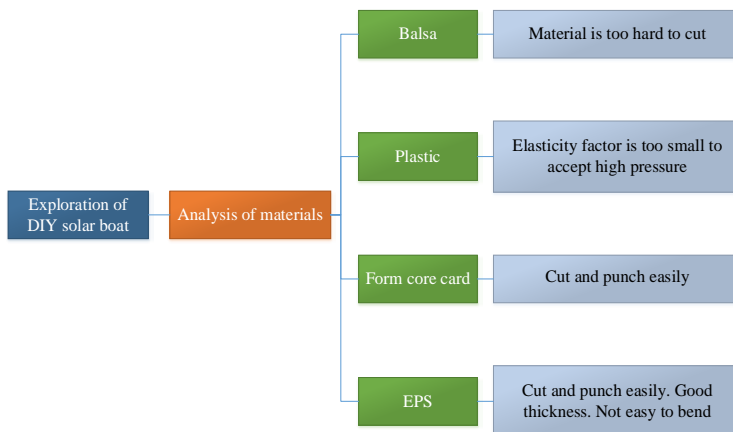 Exploration of
DIY solar boat
Analysis of materials
Balsa
Material is too hard to cut
Plastic
Elasticity factor is too small to
accept high pressure
Form core card
Cut and punch easily
EPS
Cut and punch easily. Good
thickness. Not easy to bend